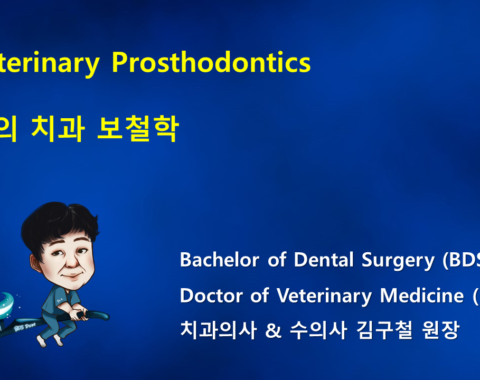 terinary Prosthodontics
의 치과 보철학
Bachelor of Dental Surgery (BDS
Doctor of Veterinary Medicine (
치과의사 & 수의사 김구철 원장